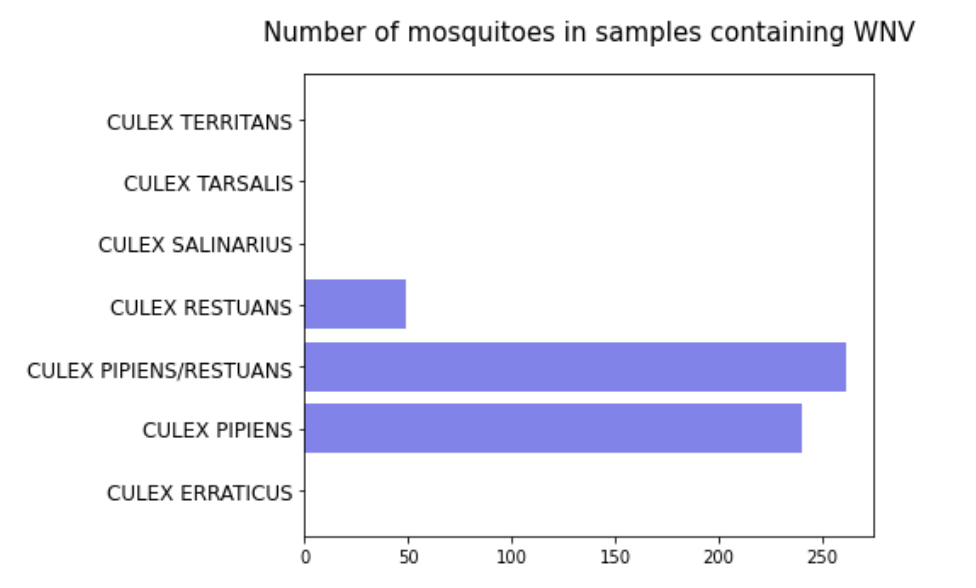 Number of mosquitoes in samples containing WNV
CULEX TERRITANS
CULEX TARSALIS
CULEX SALINARIUS
CULEX RESTUANS
CULEX PIPIENS/RESTUANS
CULEX PIPIENS
CULEX ERRATICUS
0 50 100 150 200 250